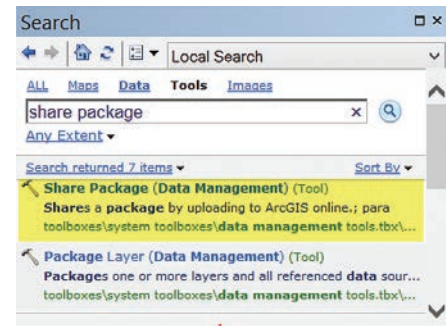 Search
Local Search
ALL Maps Data Tools Images
share package
Any Extent
Search returned 7 items Sort By
Share Package (Data Management) (Tool)
Shares a package by uploading to ArcGIS online.; para
toolboxes\system toolboxes\data management tools.tbx\...
Package Layer (Data Management) (Tool)
Packages one or more layers and all referenced data sour...
toolboxes\system toolboxes\data management tools.tbx\...